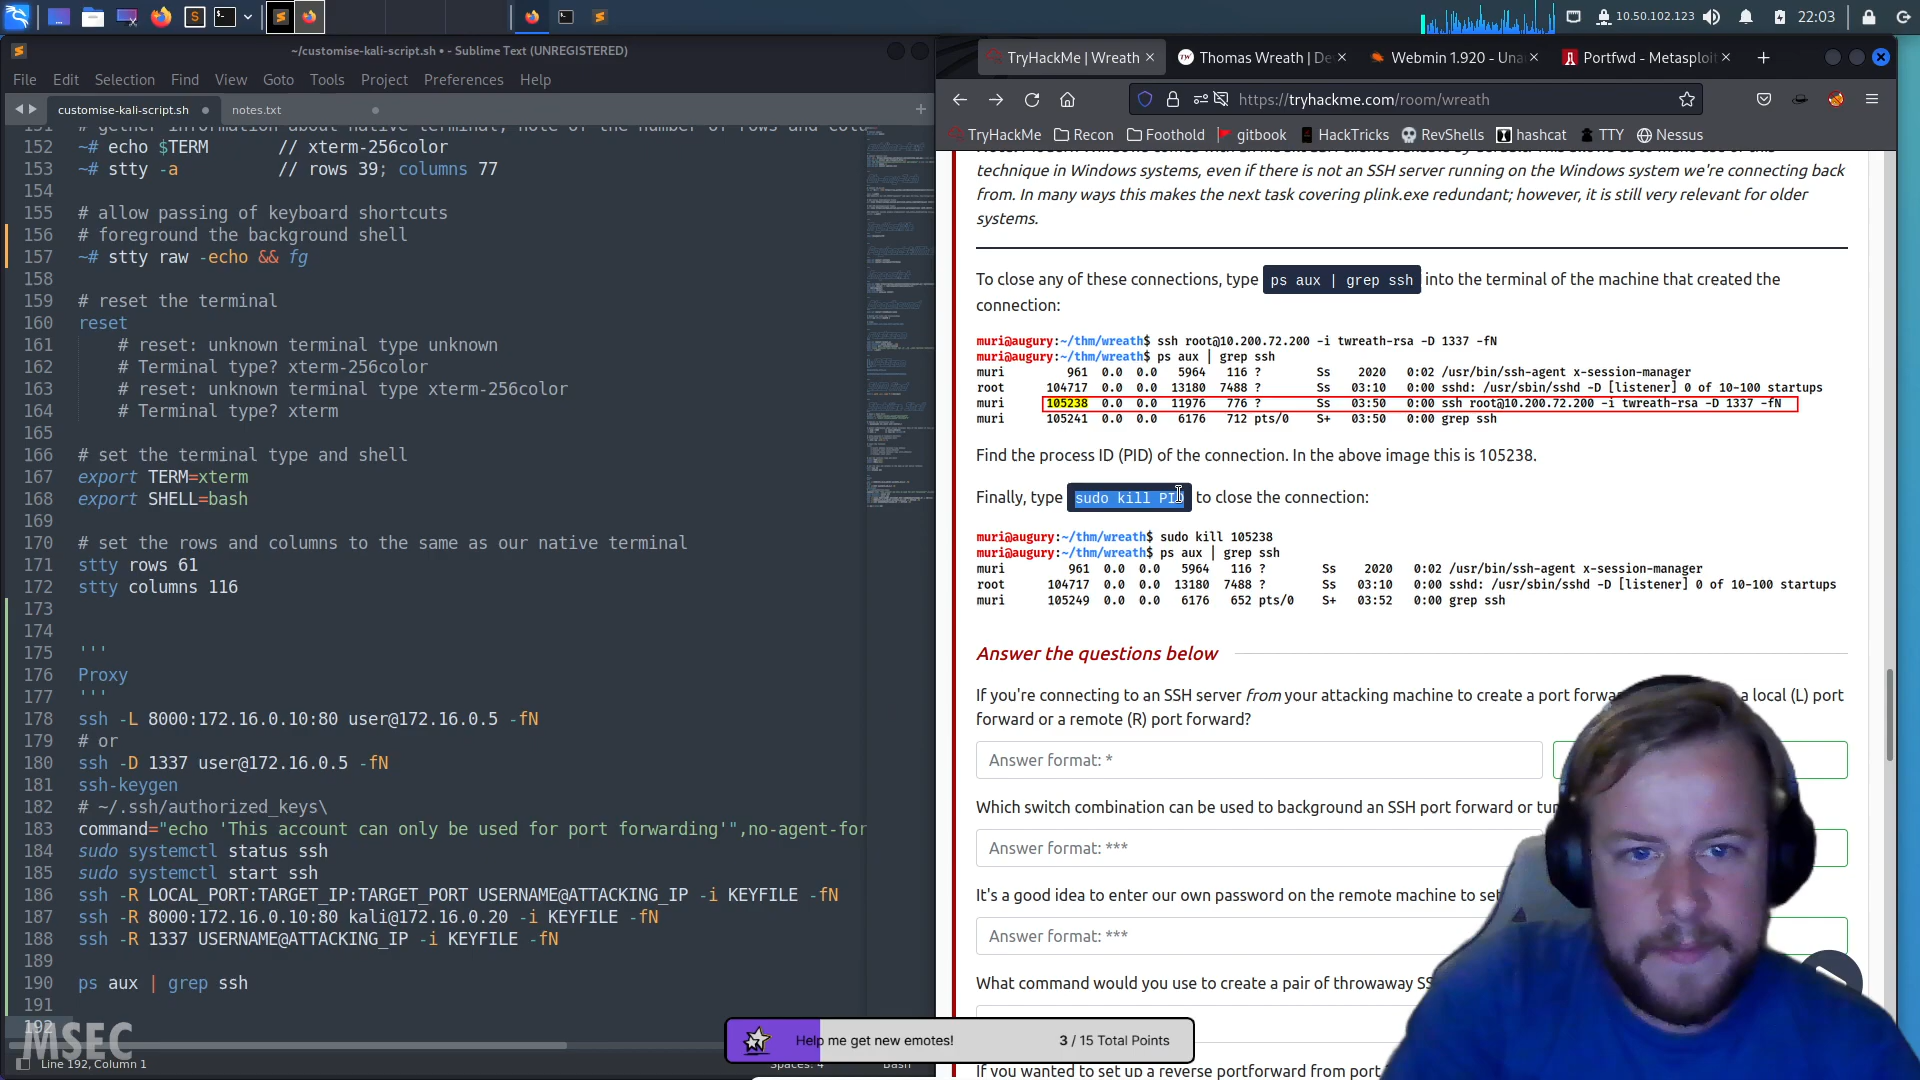 10.50.102.123
22:03
~/customise-kali-script.sh • - Sublime Text (UNREGISTERED)
File Edit Selection Find View Goto Tools Project Preferences Help
customise-kali-script.sh
notes.txt
152 ~# echo $TERM // xterm-256color
153 ~# stty -a // rows 39; columns 77
154
155 # allow passing of keyboard shortcuts
156 # foreground the background shell
157 ~# stty raw -echo && fg
158
159 # reset the terminal
160 reset
161 # reset: unknown terminal type unknown
162 # Terminal type? xterm-256color
163 # reset: unknown terminal type xterm-256color
164 # Terminal type? xterm
165
166 # set the terminal type and shell
167 export TERM=xterm
168 export SHELL=bash
169
170 # set the rows and columns to the same as our native terminal
171 stty rows 61
172 stty columns 116
173
174
175 '''
176 Proxy
177 '''
178 ssh -L 8000:172.16.0.10:80 user@172.16.0.5 -fN
179 # or
180 ssh -D 1337 user@172.16.0.5 -fN
181 ssh-keygen
182 # ~/.ssh/authorized_keys\
183 command="echo 'This account can only be used for port forwarding'",no-agent-for
184 sudo systemctl status ssh
185 sudo systemctl start ssh
186 ssh -R LOCAL_PORT:TARGET_IP:TARGET_PORT USERNAME@ATTACKING_IP -i KEYFILE -fN
187 ssh -R 8000:172.16.0.10:80 kali@172.16.0.20 -i KEYFILE -fN
188 ssh -R 1337 USERNAME@ATTACKING_IP -i KEYFILE -fN
189
190 ps aux | grep ssh
191
192
MSEC
Line 192, Column 1
Spaces: 4
Bash
TryHackMe | Wreath
Thomas Wreath | De
Webmin 1.920 - Una
Portfwd - Metasploit
https://tryhackme.com/room/wreath
TryHackMe Recon Foothold gitbook HackTricks RevShells hashcat TTY Nessus
technique in Windows systems, even if there is not an SSH server running on the Windows system we're connecting back
from. In many ways this makes the next task covering plink.exe redundant; however, it is still very relevant for older
systems.
To close any of these connections, type ps aux | grep ssh into the terminal of the machine that created the
connection:
muri@augury:~/thm/wreath$ ssh root@10.200.72.200 -i twreath-rsa -D 1337 -fN
muri@augury:~/thm/wreath$ ps aux | grep ssh
muri 961 0.0 0.0 5964 116 ? Ss 2020 0:02 /usr/bin/ssh-agent x-session-manager
root 104717 0.0 0.0 13180 7488 ? Ss 03:10 0:00 sshd: /usr/bin/sshd -D [listener] 0 of 10-100 startups
muri 105238 0.0 0.0 11976 776 ? Ss 03:50 0:00 ssh root@10.200.72.200 -i twreath-rsa -D 1337 -fN
muri 105241 0.0 0.0 6176 712 pts/0 S+ 03:50 0:00 grep ssh
Find the process ID (PID) of the connection. In the above image this is 105238.
Finally, type sudo kill PID to close the connection:
muri@augury:~/thm/wreath$ sudo kill 105238
muri@augury:~/thm/wreath$ ps aux | grep ssh
muri 961 0.0 0.0 5964 116 ? Ss 2020 0:02 /usr/bin/ssh-agent x-session-manager
root 104717 0.0 0.0 13180 7488 ? Ss 03:10 0:00 sshd: /usr/bin/sshd -D [listener] 0 of 10-100 startups
muri 105249 0.0 0.0 6176 652 pts/0 S+ 03:52 0:00 grep ssh
Answer the questions below
If you're connecting to an SSH server from your attacking machine to create a port forwa a local (L) port
forward or a remote (R) port forward?
Answer format: *
Which switch combination can be used to background an SSH port forward or tu
Answer format: ***
It's a good idea to enter our own password on the remote machine to set
Answer format: ***
What command would you use to create a pair of throwaway SS
If you wanted to set up a reverse portforward from port
Help me get new emotes! 3 / 15 Total Points